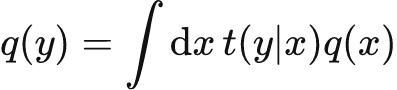 q(y) = ∫ dx t(y|x)q(x)